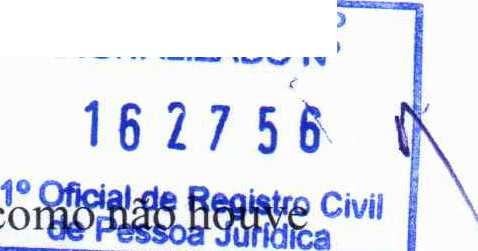 162756
1º Oficial de Registro Civil
como não houve
de Pessoa Jurídica